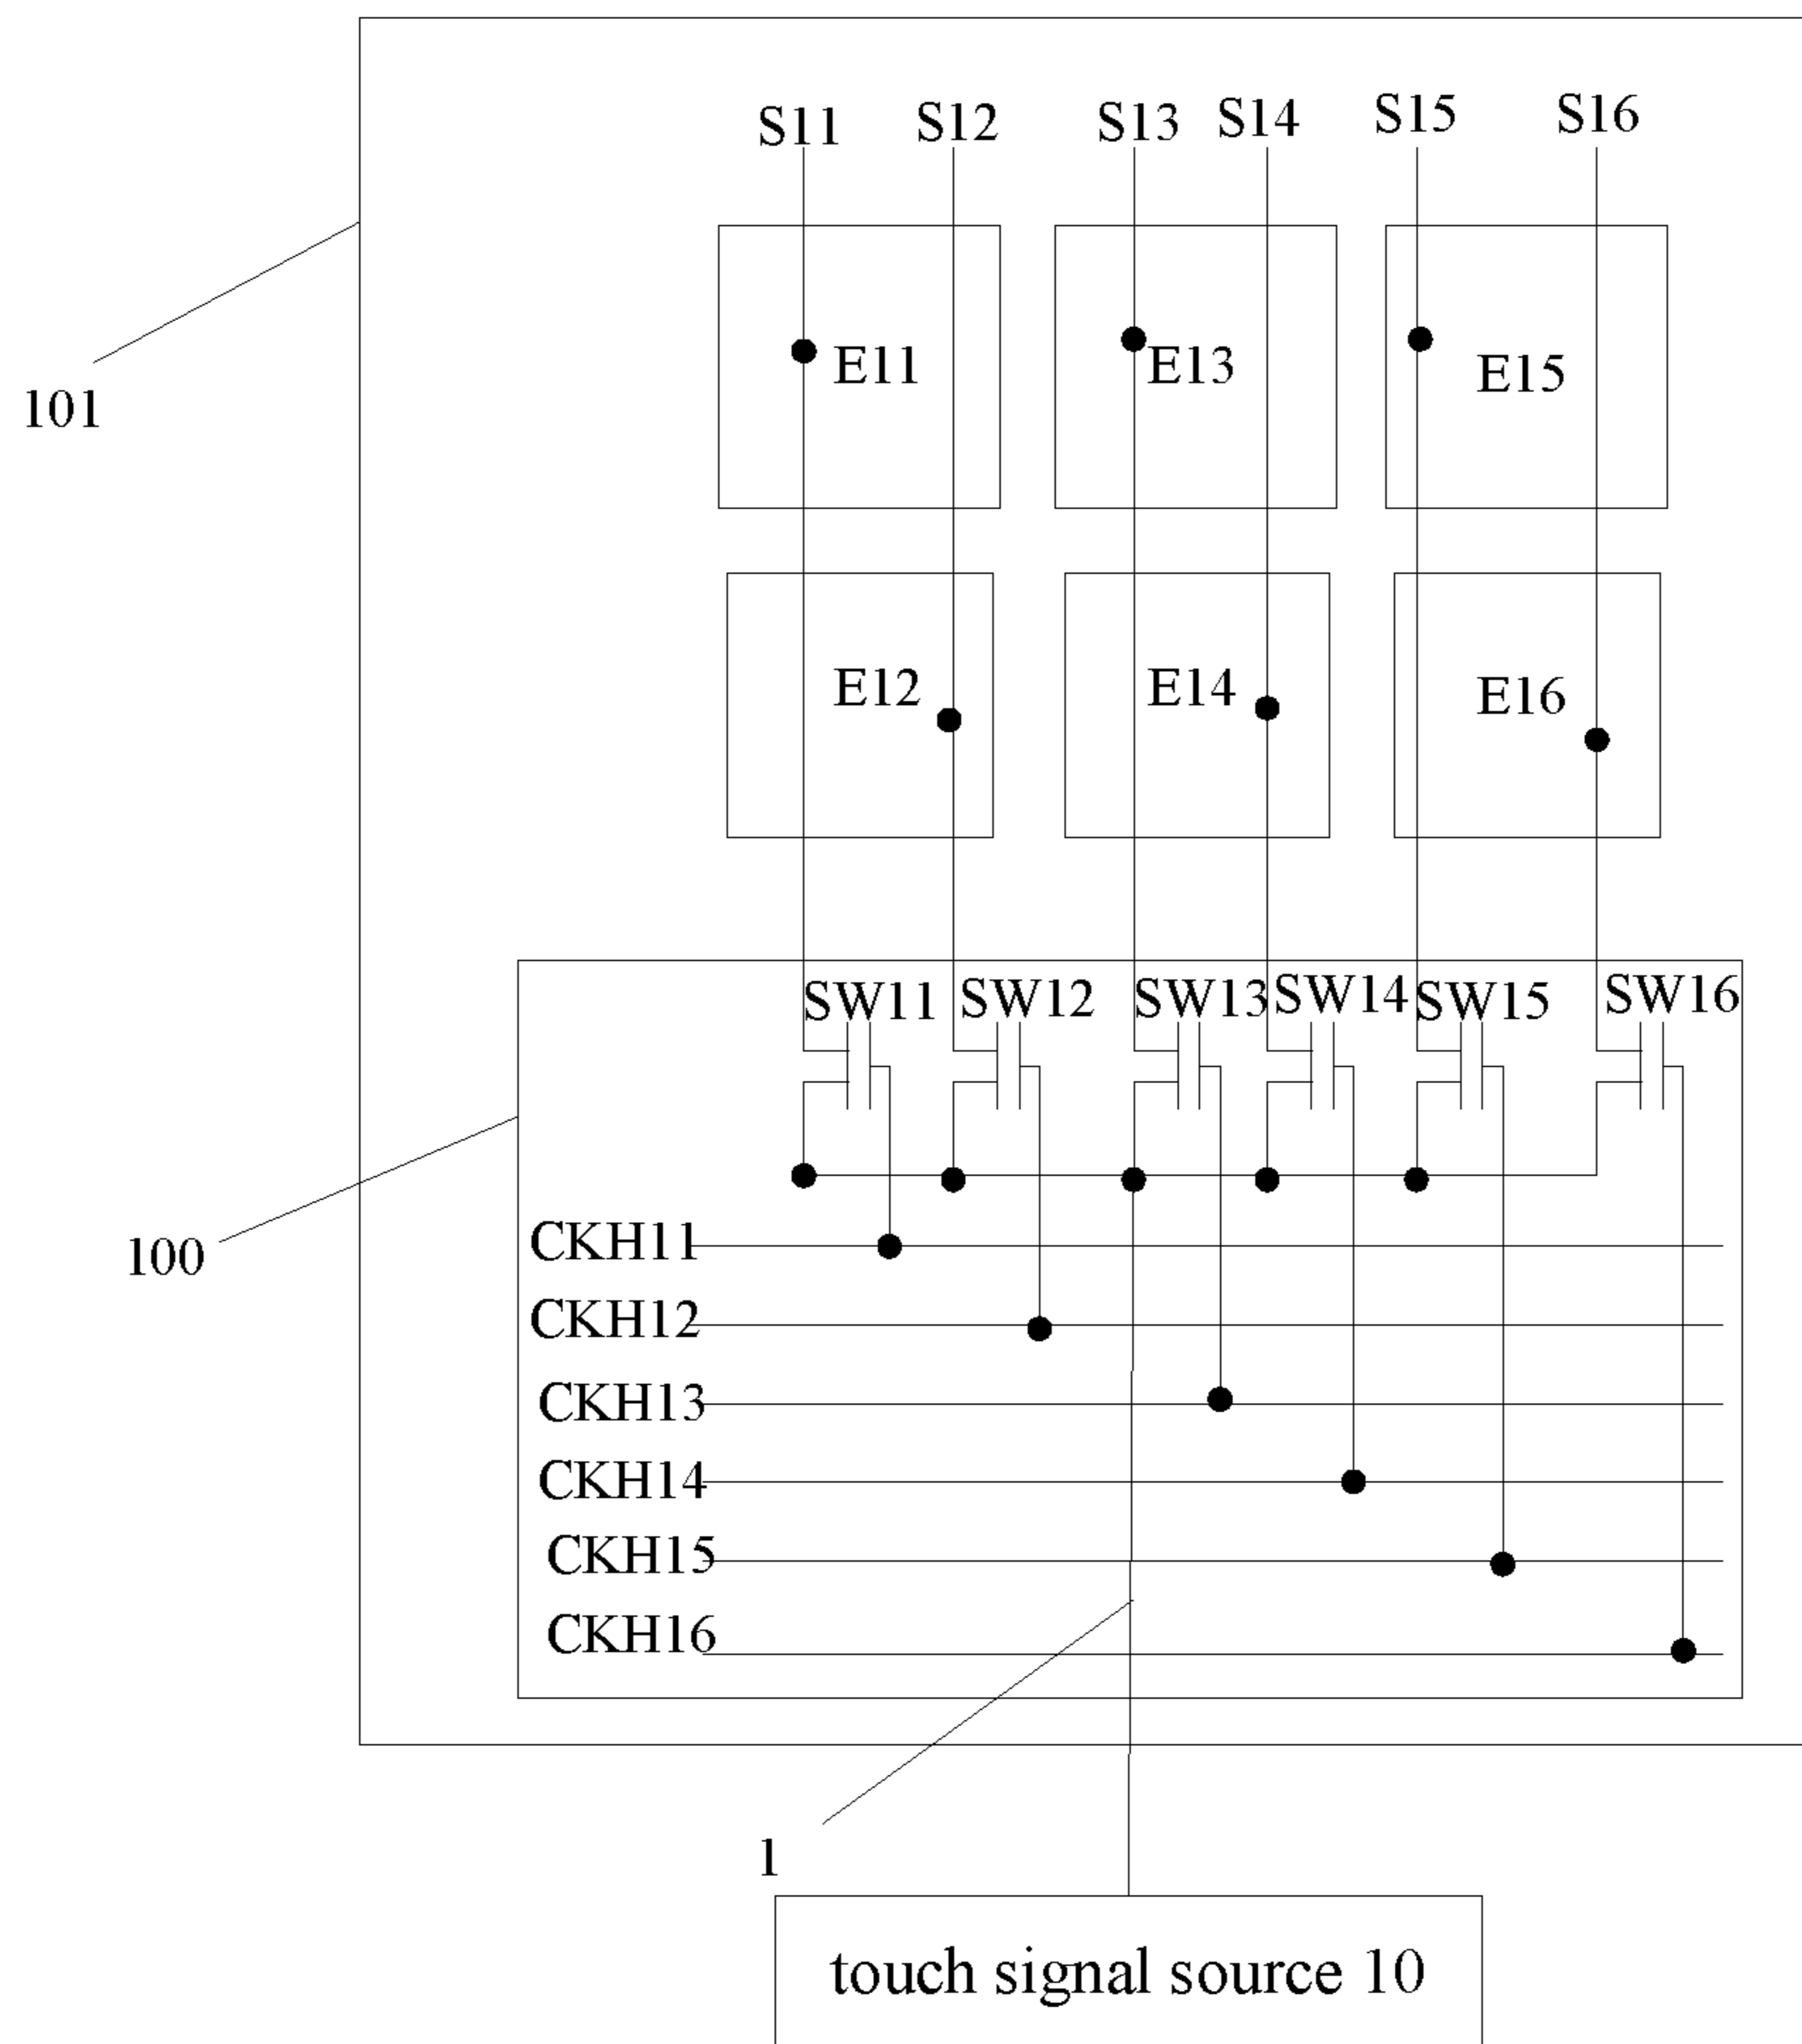 S11 S12 S13 S14 S15 S16
E11 E13 E15
101
E12 E14 E16
SW11 SW12 SW13 SW14 SW15 SW16
CKH11
100
CKH12
CKH13
CKH14
CKH15
CKH16
1
touch signal source 10